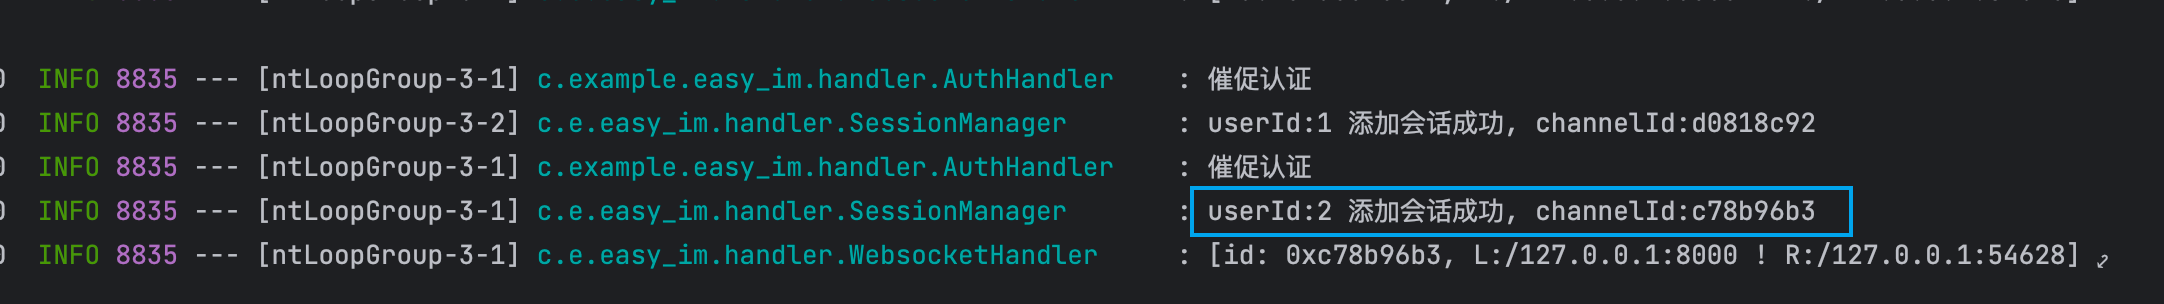 INFO 8835 --- [ntLoopGroup-3-1] c.example.easy_im.handler.AuthHandler : 催促认证
INFO 8835 --- [ntLoopGroup-3-2] c.e.easy_im.handler.SessionManager : userId:1 添加会话成功, channelId:d0818c92
INFO 8835 --- [ntLoopGroup-3-1] c.example.easy_im.handler.AuthHandler : 催促认证
INFO 8835 --- [ntLoopGroup-3-1] c.e.easy_im.handler.SessionManager : userId:2 添加会话成功, channelId:c78b96b3
INFO 8835 --- [ntLoopGroup-3-1] c.e.easy_im.handler.WebsocketHandler : [id: 0xc78b96b3, L:/127.0.0.1:8000 ! R:/127.0.0.1:54628]